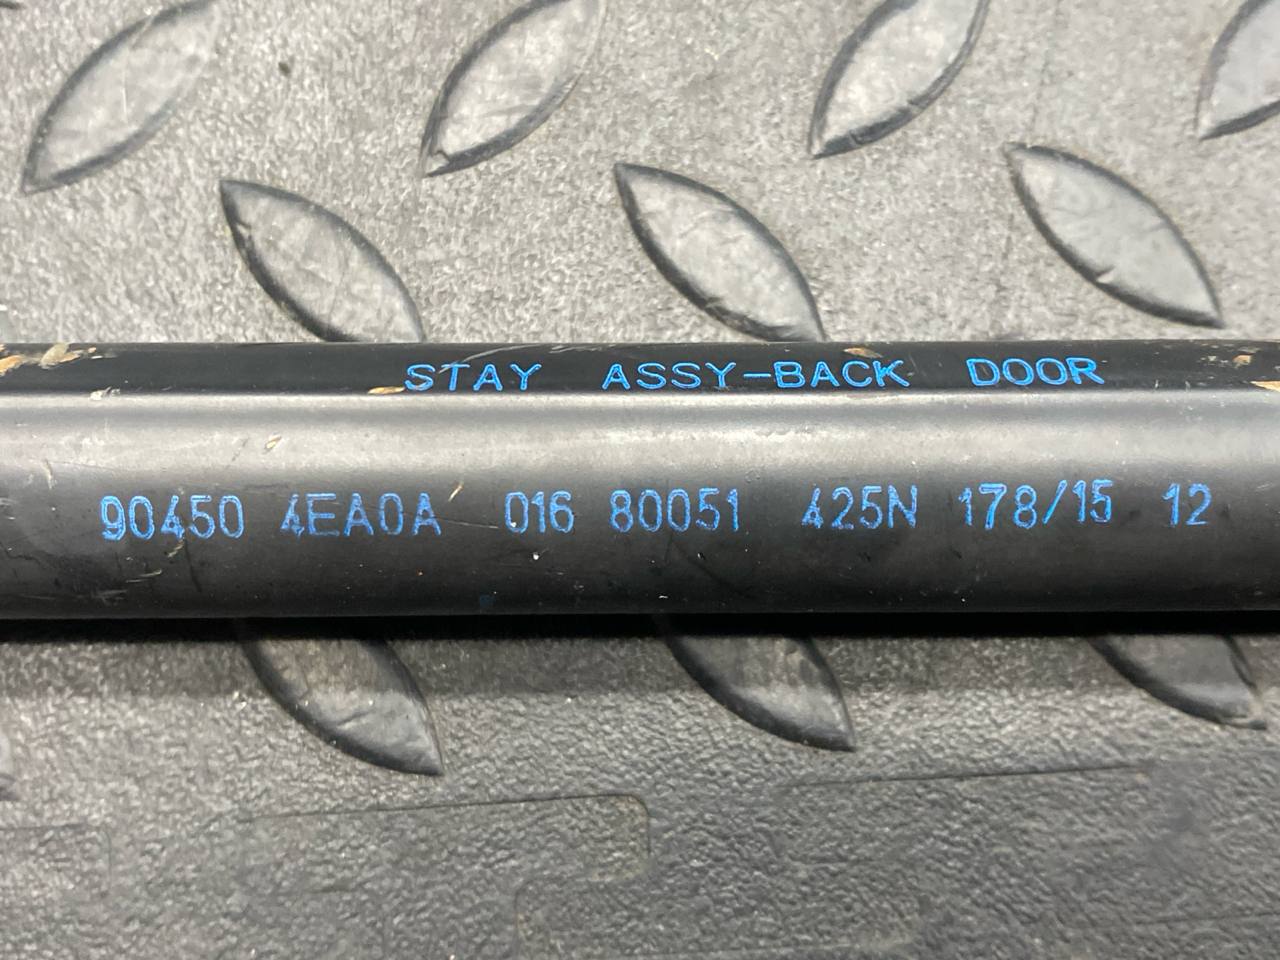 STAY ASSY-BACK DOOR
90450 4EA0A 016 80051 425N 178/15 12